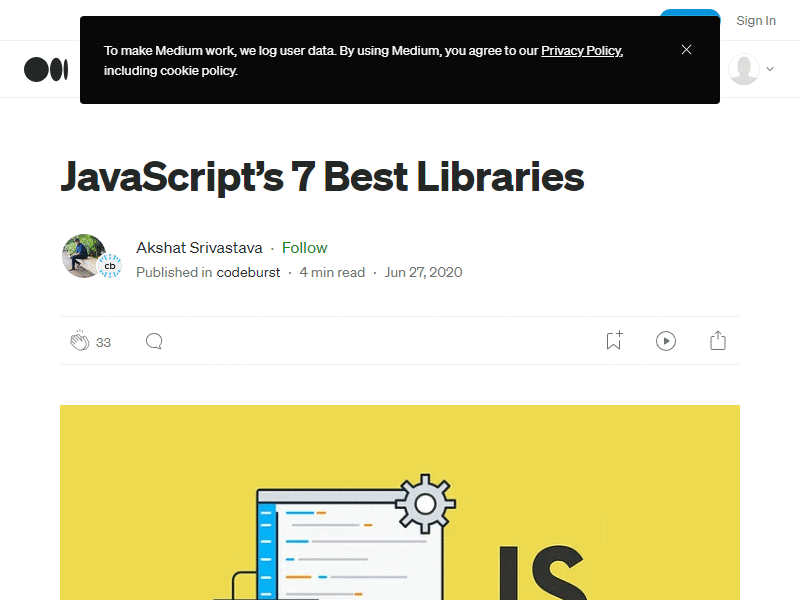 Sign In
To make Medium work, we log user data. By using Medium, you agree to our Privacy Policy,
including cookie policy.
JavaScript’s 7 Best Libraries
Akshat Srivastava · Follow
cb
Published in codeburst · 4 min read · Jun 27, 2020
33
JS